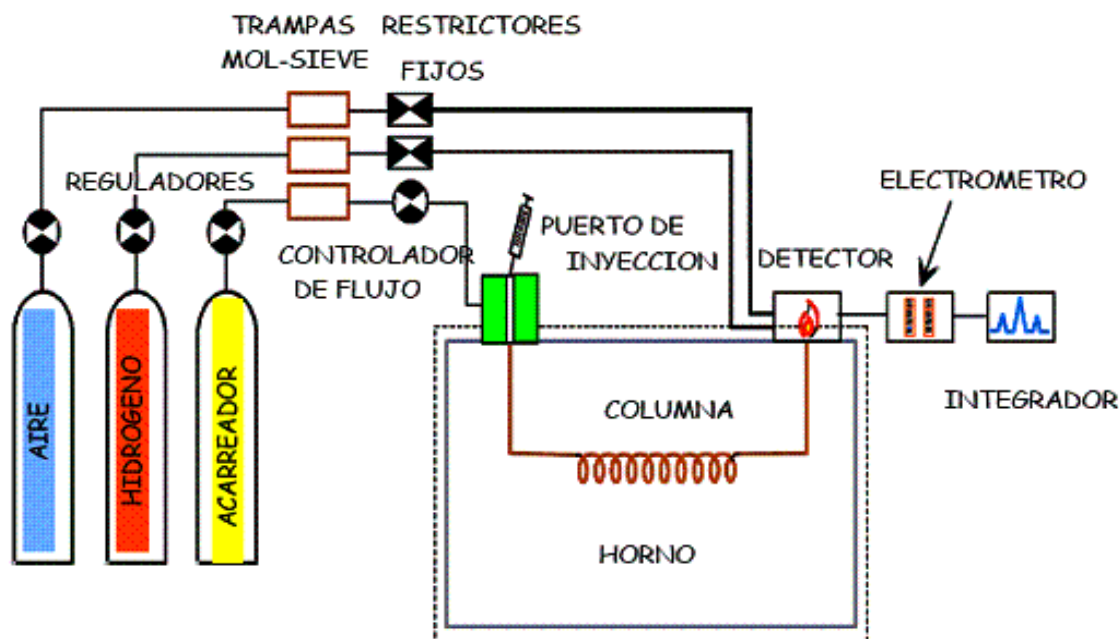 TRAMPAS
MOL-SIEVE
RESTRICTORES
FIJOS
REGULADORES
CONTROLADOR
DE FLUJO
PUERTO DE
INYECCION
DETECTOR
ELECTROMETRO
INTEGRADOR
AIRE
HIDROGENO
ACARREADOR
COLUMNA
HORNO